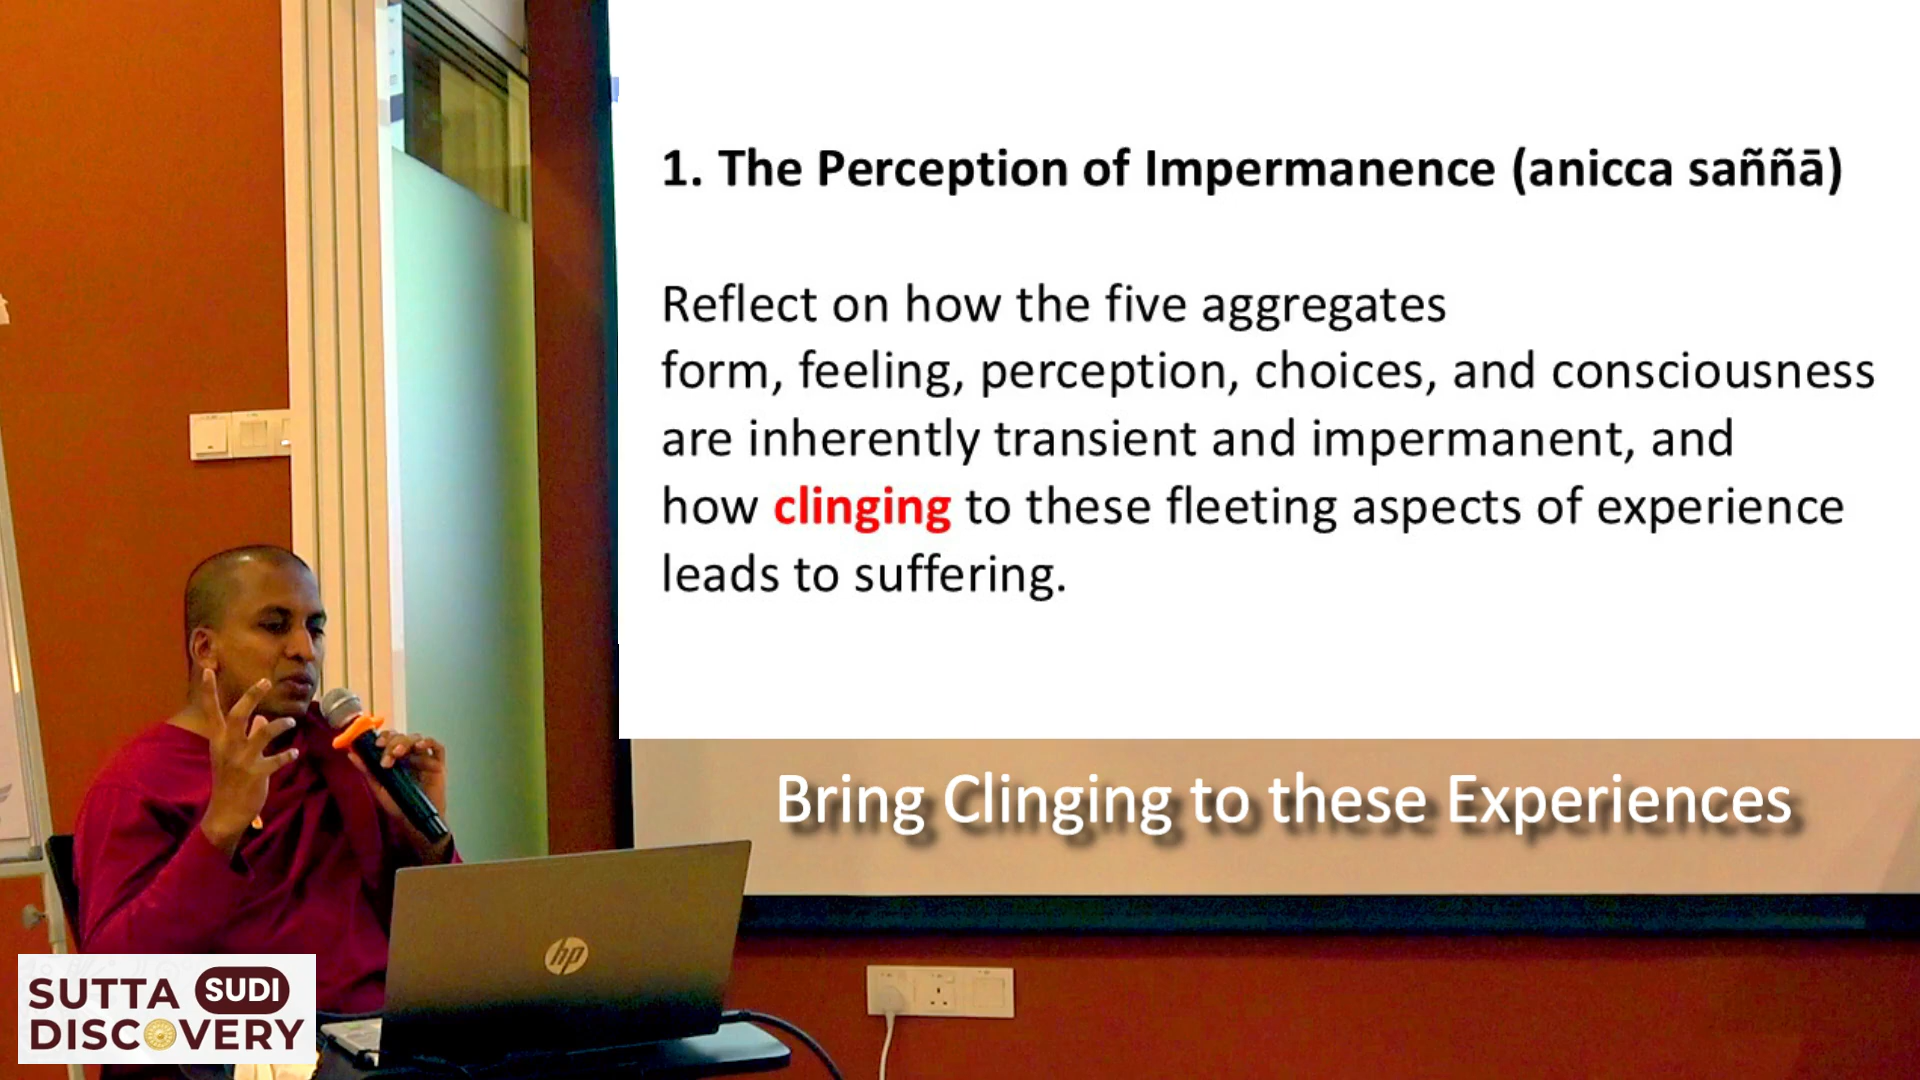 1. The Perception of Impermanence (anicca saññā)
Reflect on how the five aggregates
form, feeling, perception, choices, and consciousness
are inherently transient and impermanent, and
how clinging to these fleeting aspects of experience
leads to suffering.
Bring Clinging to these Experiences
hp
SUTTA SUDI
DISCOVERY